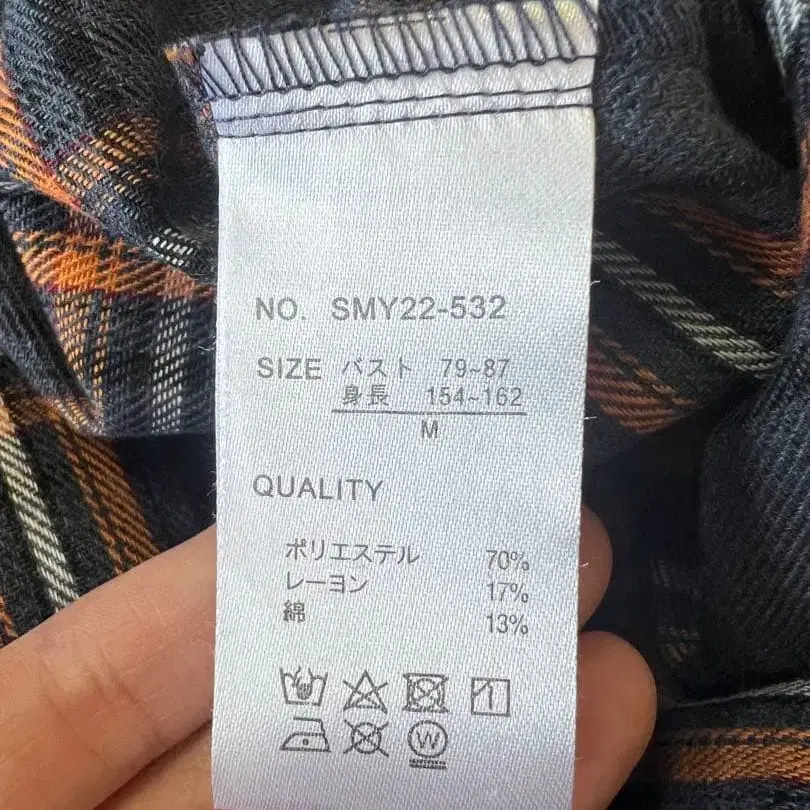 NO. SMY22-532
SIZE バスト 79~87
身長 154~162
M
QUALITY
ポリエステル 70%
レーヨン 17%
綿 13%
W